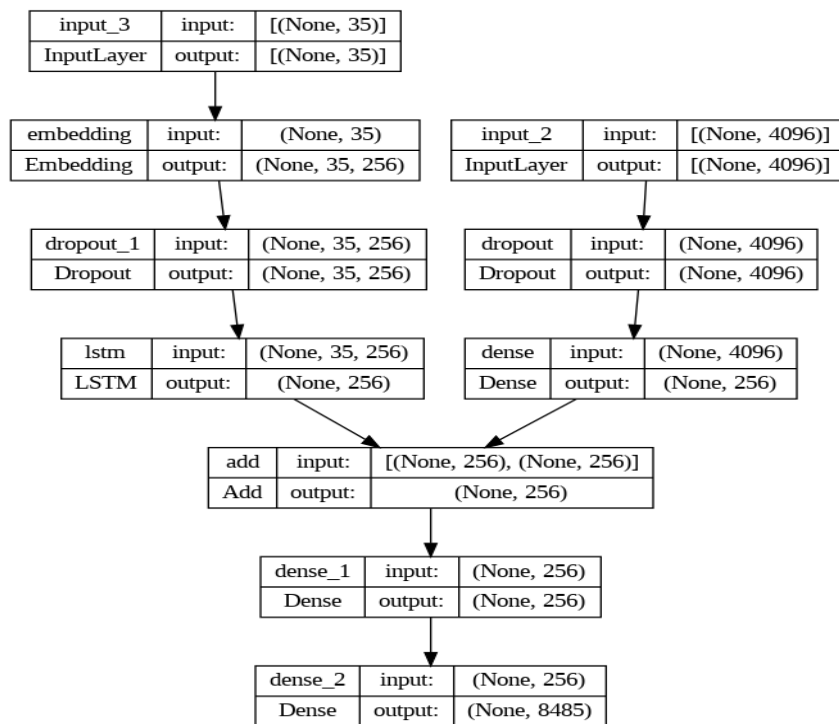 input_3 input: [(None, 35)]
InputLayer output: [(None, 35)]
embedding input: (None, 35)
Embedding output: (None, 35, 256)
input_2 input: [(None, 4096)]
InputLayer output: [(None, 4096)]
dropout_1 input: (None, 35, 256)
Dropout output: (None, 35, 256)
dropout input: (None, 4096)
Dropout output: (None, 4096)
lstm input: (None, 35, 256)
LSTM output: (None, 256)
dense input: (None, 4096)
Dense output: (None, 256)
add input: [(None, 256), (None, 256)]
Add output: (None, 256)
dense_1 input: (None, 256)
Dense output: (None, 256)
dense_2 input: (None, 256)
Dense output: (None, 8485)